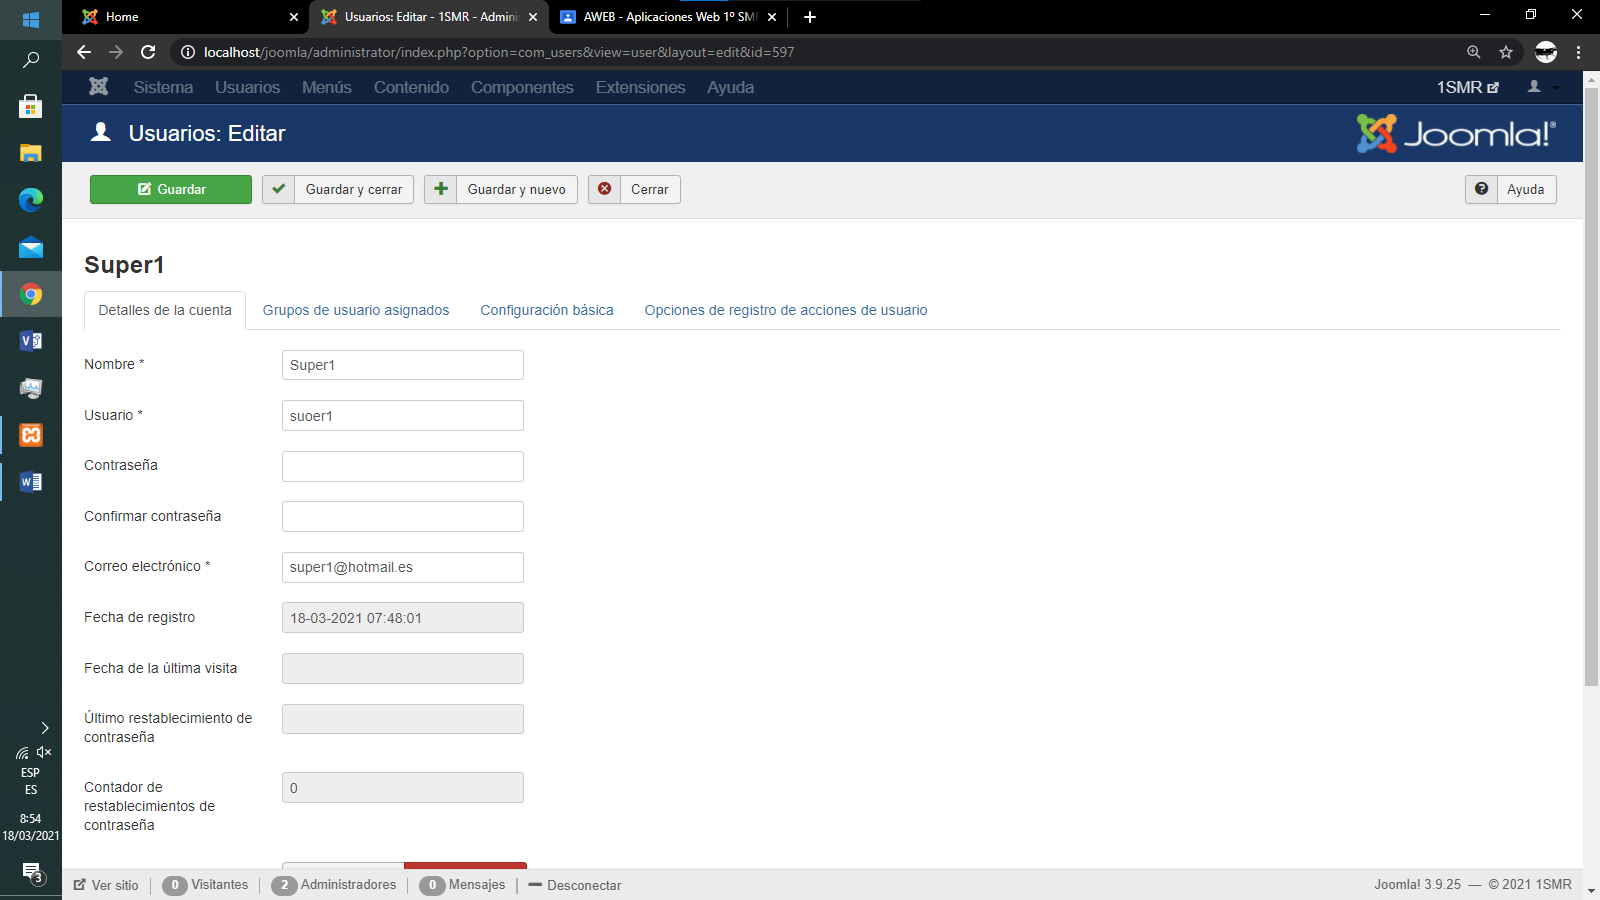 Home
Usuarios: Editar - 1SMR - Admini
AWEB - Aplicaciones Web 1º SM
localhost/joomla/administrator/index.php?option=com_users&view=user&layout=edit&id=597
Sistema Usuarios Menús Contenido Componentes Extensiones Ayuda 1SMR
Usuarios: Editar
Joomla!®
Guardar Guardar y cerrar Guardar y nuevo Cerrar Ayuda
Super1
Detalles de la cuenta Grupos de usuario asignados Configuración básica Opciones de registro de acciones de usuario
Nombre * Super1
Usuario * suoer1
Contraseña
Confirmar contraseña
Correo electrónico * super1@hotmail.es
Fecha de registro 18-03-2021 07:48:01
Fecha de la última visita
Último restablecimiento de
contraseña
Contador de
restablecimientos de
contraseña
0
ESP
ES
8:54
18/03/2021
3
Ver sitio 0 Visitantes 2 Administradores 0 Mensajes Desconectar Joomla! 3.9.25 — © 2021 1SMR